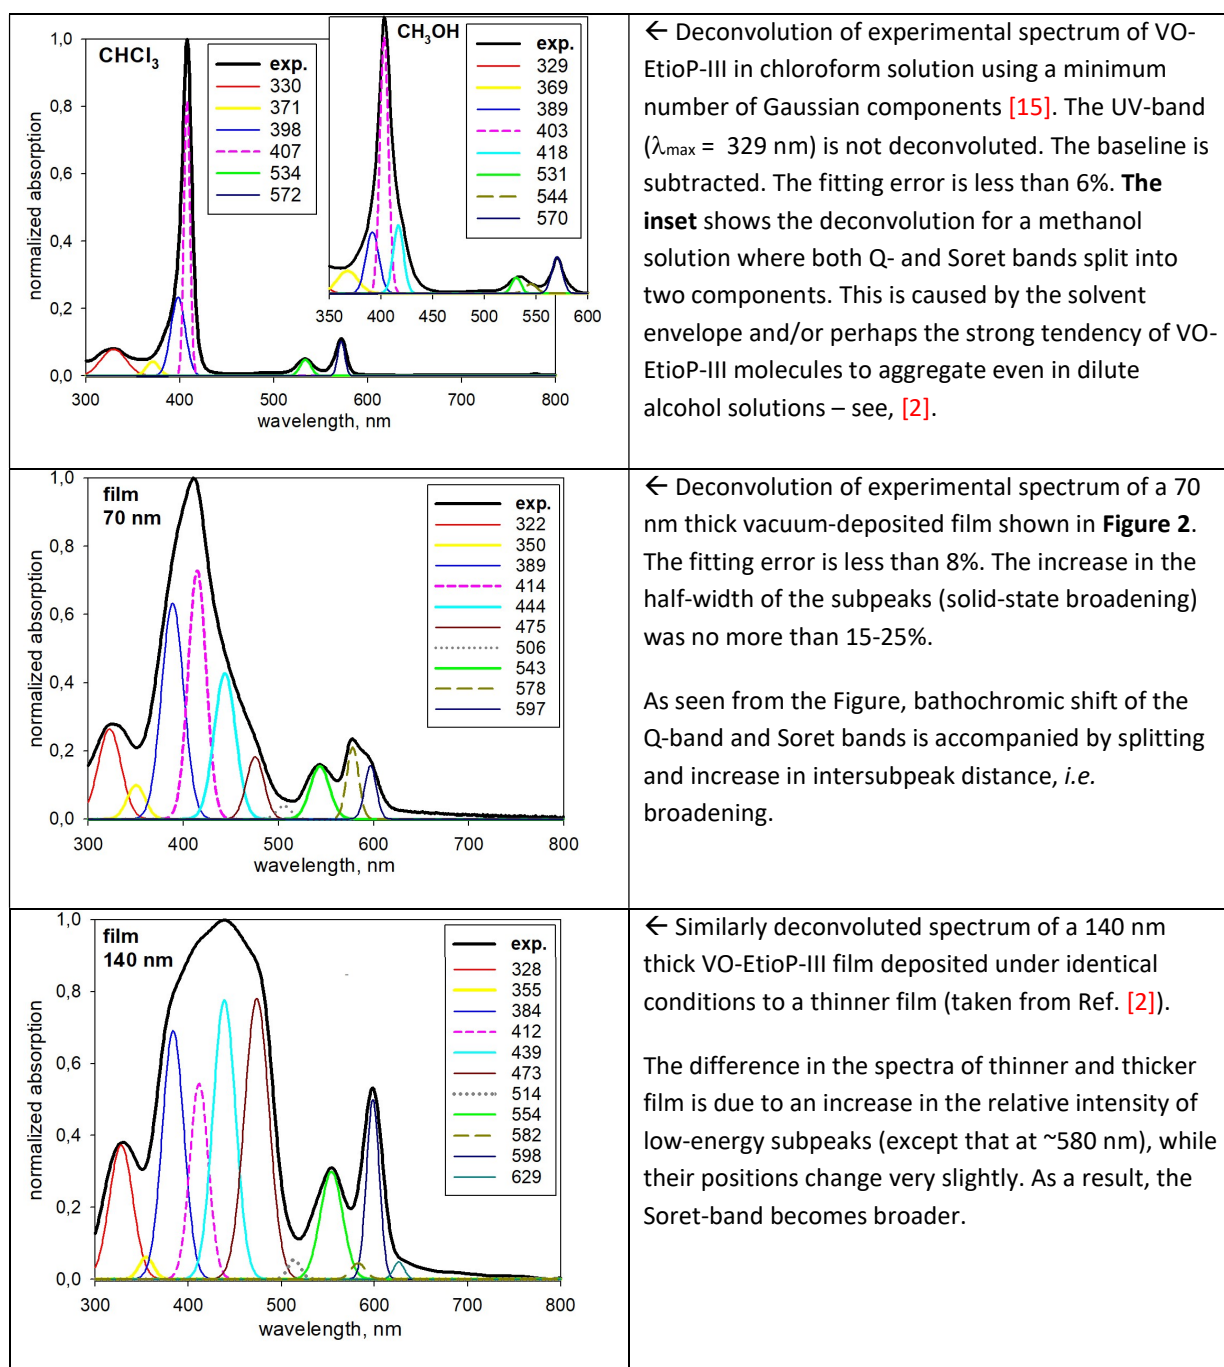 1,0
0,8
0,6
0,4
0,2
0,0
normalized absorption
CHCl3
exp.
330
371
398
407
534
572
CH3OH
exp.
329
369
389
403
418
531
544
570
350 400 450 500 550 600
300 400 500 600 700 800
wavelength, nm
← Deconvolution of experimental spectrum of VO-
EtioP-III in chloroform solution using a minimum
number of Gaussian components [15]. The UV-band
(λmax = 329 nm) is not deconvoluted. The baseline is
subtracted. The fitting error is less than 6%. The
inset shows the deconvolution for a methanol
solution where both Q- and Soret bands split into
two components. This is caused by the solvent
envelope and/or perhaps the strong tendency of VO-
EtioP-III molecules to aggregate even in dilute
alcohol solutions – see, [2].
1,0
0,8
0,6
0,4
0,2
0,0
normalized absorption
film
70 nm
exp.
322
350
389
414
444
475
506
543
578
597
300 400 500 600 700 800
wavelength, nm
← Deconvolution of experimental spectrum of a 70
nm thick vacuum-deposited film shown in Figure 2.
The fitting error is less than 8%. The increase in the
half-width of the subpeaks (solid-state broadening)
was no more than 15-25%.
As seen from the Figure, bathochromic shift of the
Q-band and Soret bands is accompanied by splitting
and increase in intersubpeak distance, i.e.
broadening.
1,0
0,8
0,6
0,4
0,2
0,0
normalized absorption
film
140 nm
exp.
328
355
384
412
439
473
514
554
582
598
629
300 400 500 600 700 800
wavelength, nm
← Similarly deconvoluted spectrum of a 140 nm
thick VO-EtioP-III film deposited under identical
conditions to a thinner film (taken from Ref. [2]).
The difference in the spectra of thinner and thicker
film is due to an increase in the relative intensity of
low-energy subpeaks (except that at ~580 nm), while
their positions change very slightly. As a result, the
Soret-band becomes broader.